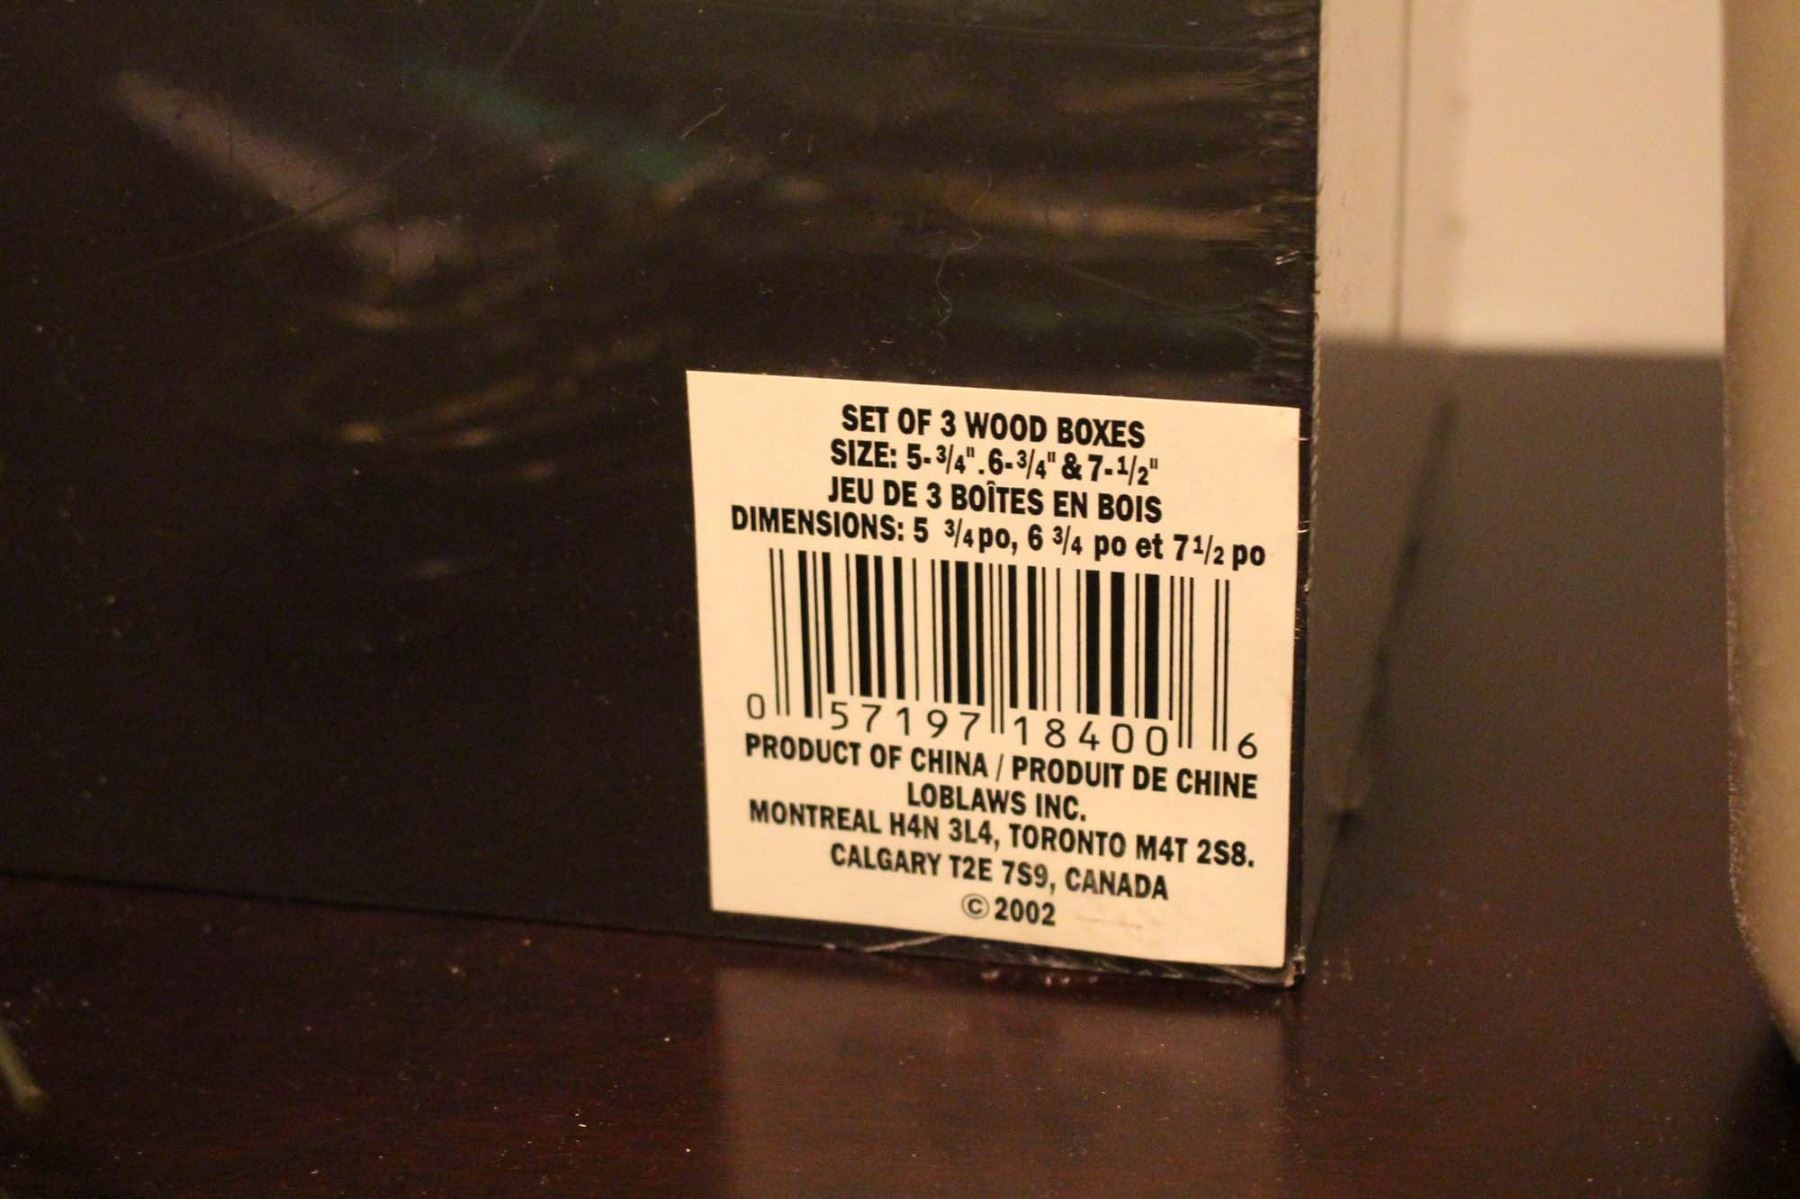 SET OF 3 WOOD BOXES
SIZE: 5-3/4".6-3/4" & 7-1/2"
JEU DE 3 BOÎTES EN BOIS
DIMENSIONS: 5 3/4 po, 6 3/4 po et 7 1/2 po
0 57197 18400 6
PRODUCT OF CHINA / PRODUIT DE CHINE
LOBLAWS INC.
MONTREAL H4N 3L4, TORONTO M4T 2S8.
CALGARY T2E 7S9, CANADA
© 2002